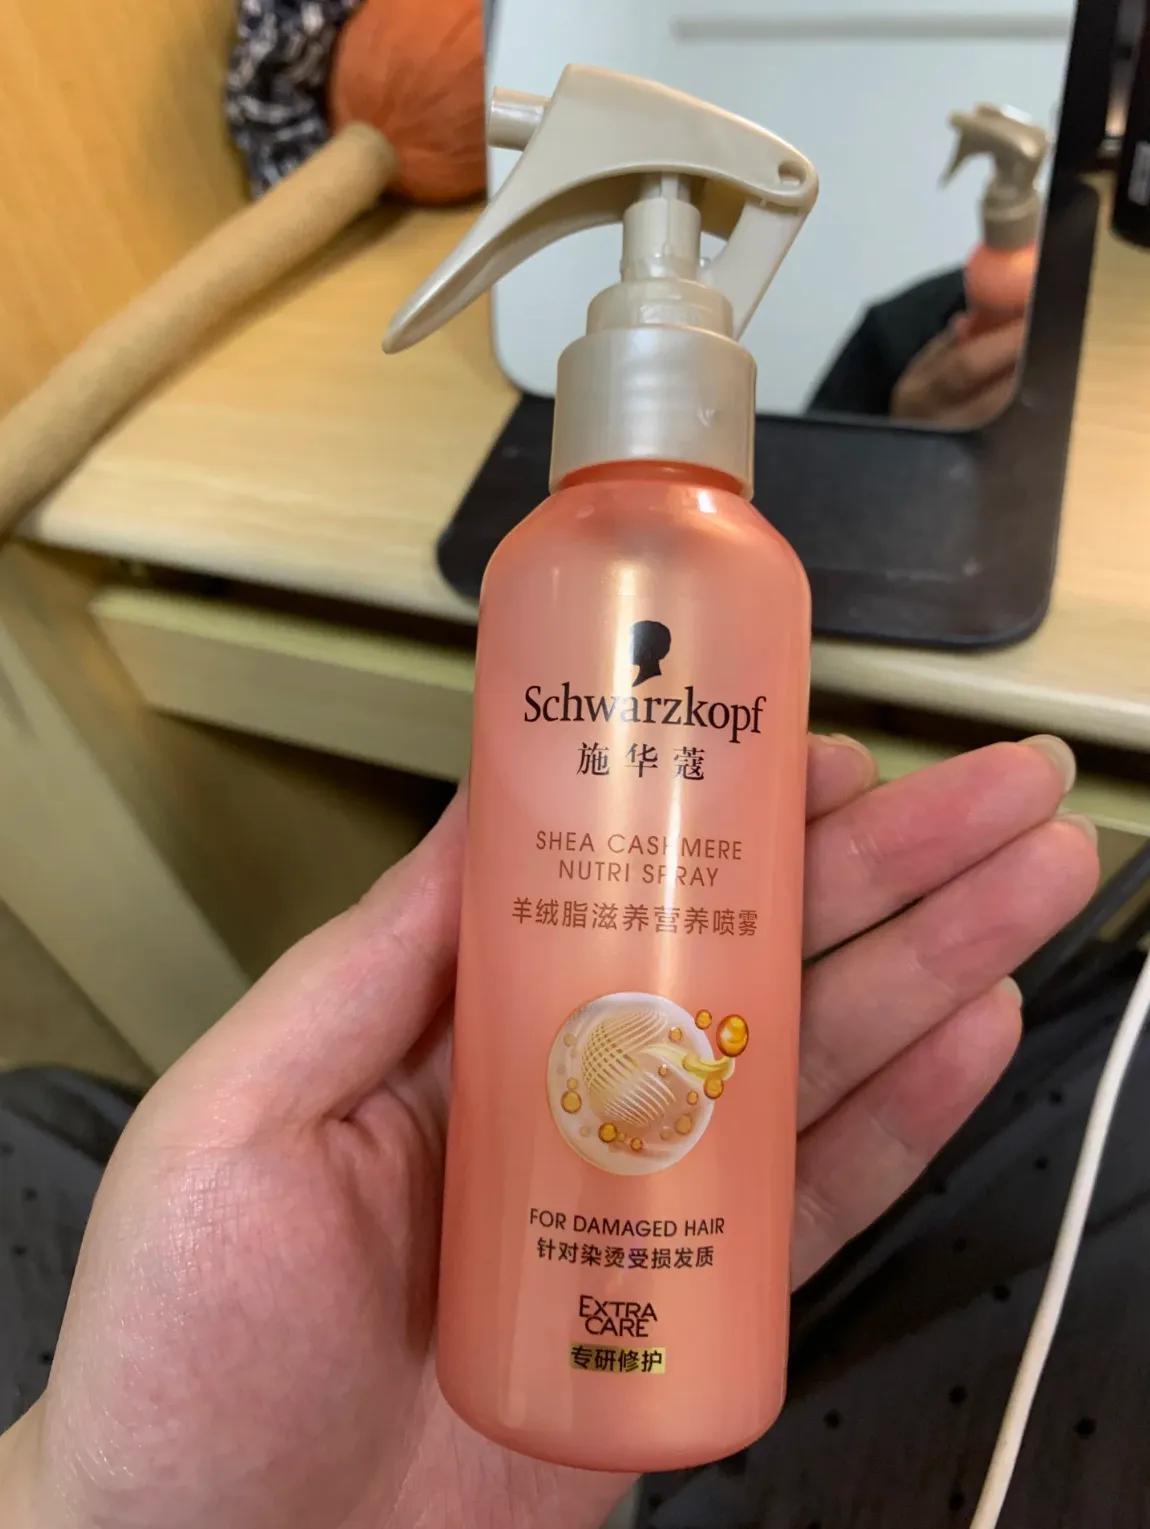 Schwarzkopf
施华蔻
SHEA CASHMERE
NUTRI SPRAY
羊绒脂滋养营养喷雾
FOR DAMAGED HAIR
针对染烫受损发质
EXTRA
CARE
专研修护